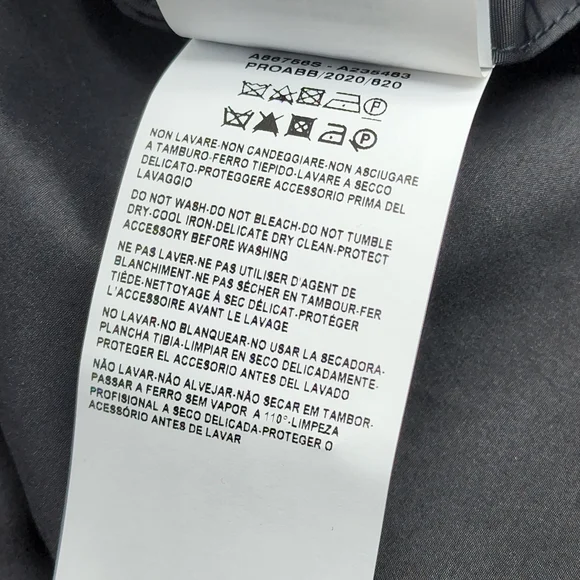 A86756S - A235463
PROABB/2020/820
NON LAVARE-NON CANDEGGIARE-NON ASCIUGARE
A TAMBURO-FERRO TIEPIDO-LAVARE A SECCO
DELICATO-PROTEGGERE ACCESSORIO PRIMA DEL
LAVAGGIO
DO NOT WASH-DO NOT BLEACH-DO NOT TUMBLE
DRY-COOL IRON-DELICATE DRY CLEAN-PROTECT
ACCESSORY BEFORE WASHING
NE PAS LAVER-NE PAS UTILISER D'AGENT DE
BLANCHIMENT-NE PAS SÉCHER EN TAMBOUR-FER
TIÈDE-NETTOYAGE À SEC DÉLICAT-PROTÉGER
L'ACCESSOIRE AVANT LE LAVAGE
NO LAVAR-NO BLANQUEAR-NO USAR LA SECADORA-
PLANCHA TIBIA-LIMPIAR EN SECO DELICADAMENTE-
PROTEGER EL ACCESORIO ANTES DEL LAVADO
NÃO LAVAR-NÃO ALVEJAR-NÃO SECAR EM TAMBOR-
PASSAR A FERRO SEM VAPOR A 110°-LIMPEZA
PROFISIONAL A SECO DELICADA-PROTEGER O
ACESSÓRIO ANTES DE LAVAR